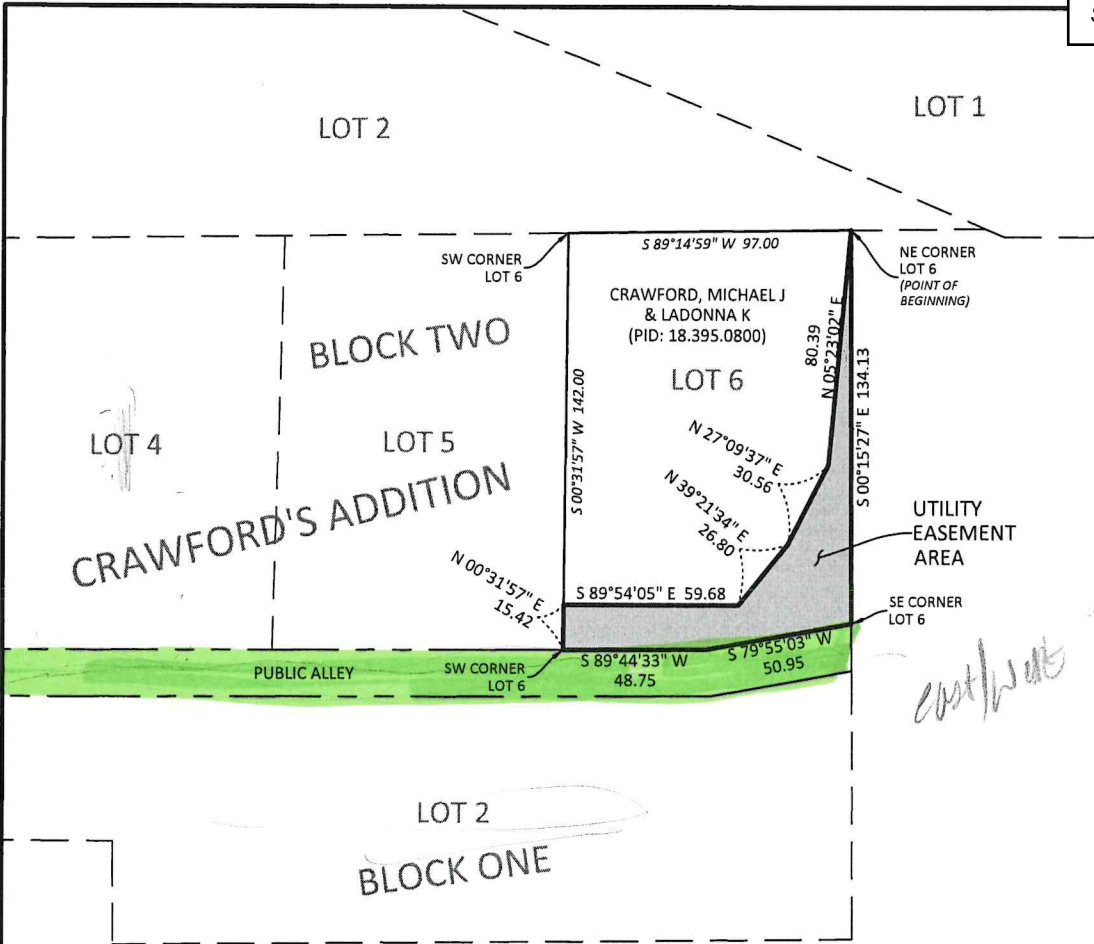 LOT 2
LOT 1
SW CORNER
LOT 6
S 89°14'59" W 97.00
NE CORNER
LOT 6
(POINT OF
BEGINNING)
CRAWFORD, MICHAEL J
& LADONNA K
(PID: 18.395.0800)
BLOCK TWO
LOT 6
80.39
N 05°23'02" E
S 00°15'27" E 134.13
S 00°31'57" W 142.00
LOT 4
LOT 5
N 27°09'37" E
30.56
N 39°21'34" E
26.80
CRAWFORD'S ADDITION
UTILITY
EASEMENT
AREA
N 00°31'57" E
15.42
S 89°54'05" E 59.68
SE CORNER
LOT 6
PUBLIC ALLEY
SW CORNER
LOT 6
S 89°44'33" W
48.75
S 79°55'03" W
50.95
LOT 2
BLOCK ONE